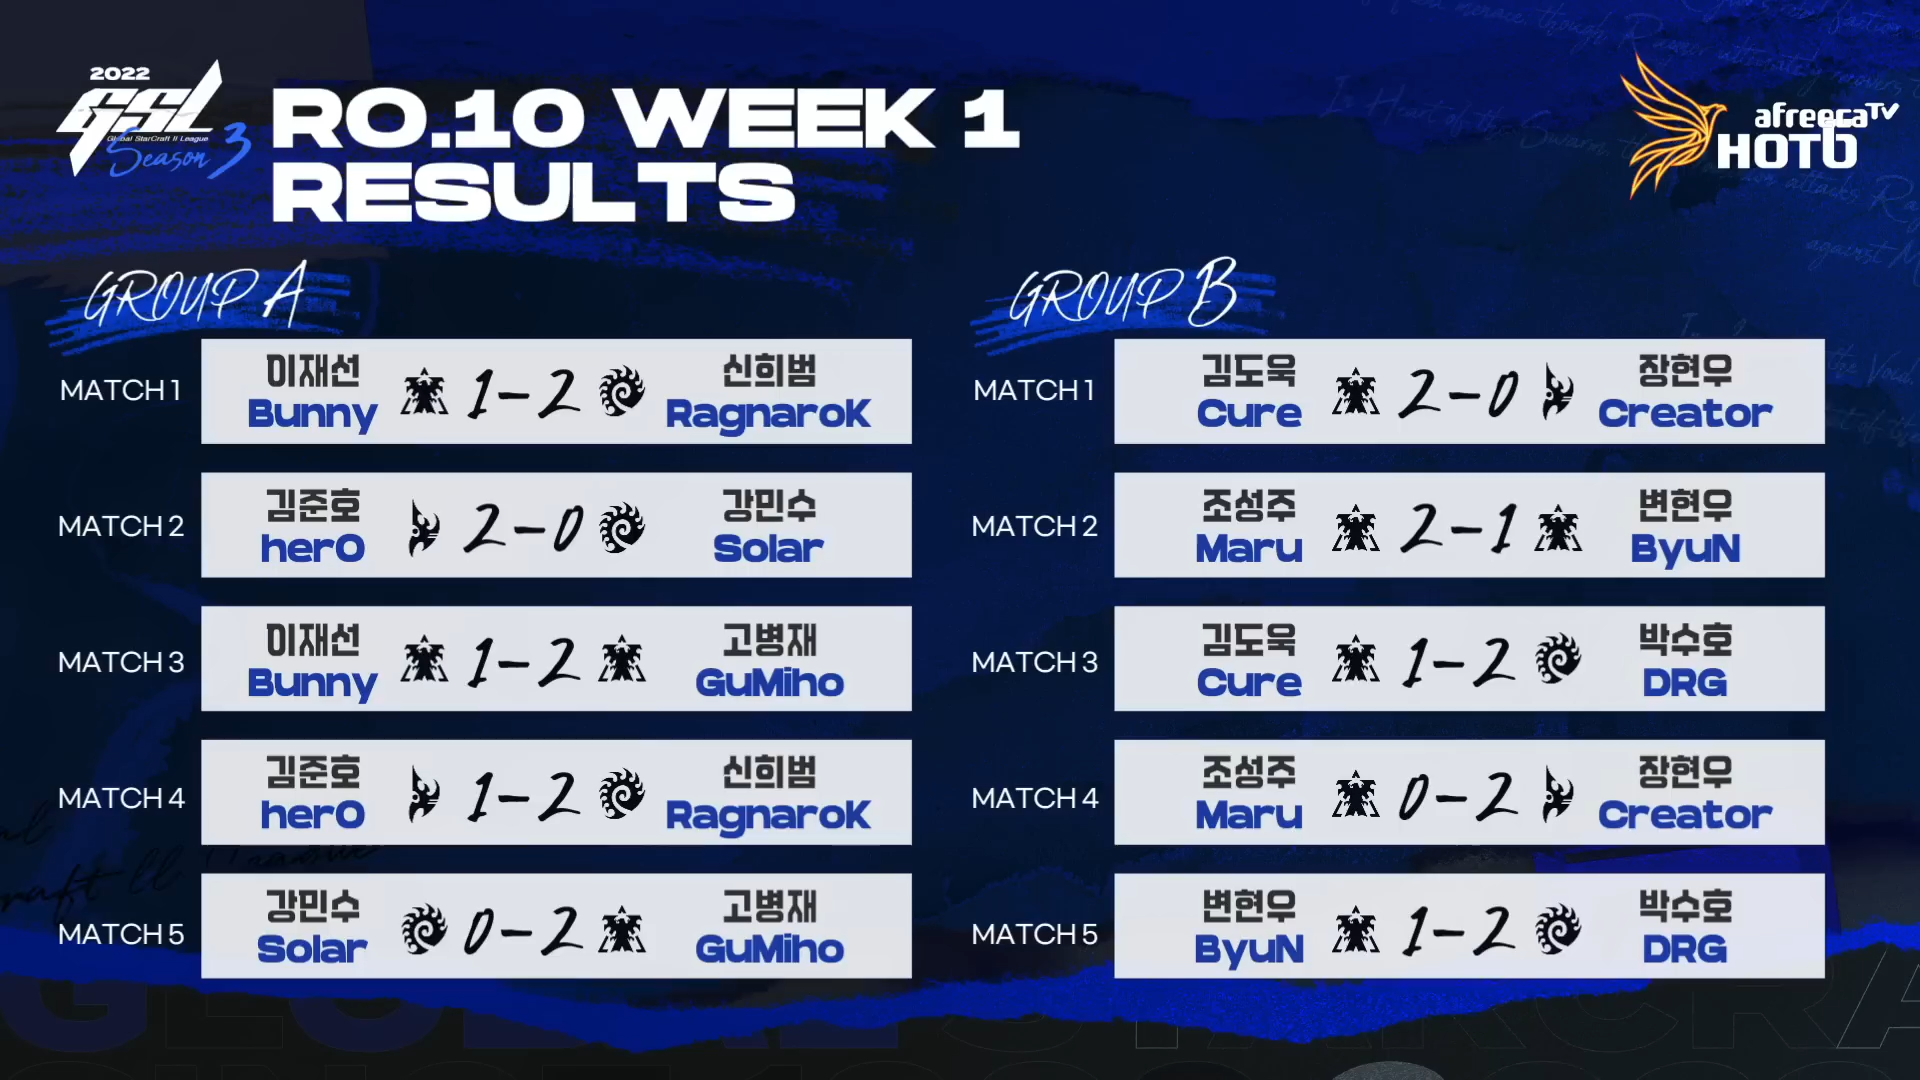 2022
GSL
Global StarCraft II League
Season 3
RO.10 WEEK 1
RESULTS
afreecaTV
HOTU
GROUP A
MATCH 1
이재선
Bunny
1-2
신희범
RagnaroK
MATCH 2
김준호
herO
2-0
강민수
Solar
MATCH 3
이재선
Bunny
1-2
고병재
GuMiho
MATCH 4
김준호
herO
1-2
신희범
RagnaroK
MATCH 5
강민수
Solar
0-2
고병재
GuMiho
GROUP B
MATCH 1
김도욱
Cure
2-0
장현우
Creator
MATCH 2
조성주
Maru
2-1
변현우
ByuN
MATCH 3
김도욱
Cure
1-2
박수호
DRG
MATCH 4
조성주
Maru
0-2
장현우
Creator
MATCH 5
변현우
ByuN
1-2
박수호
DRG